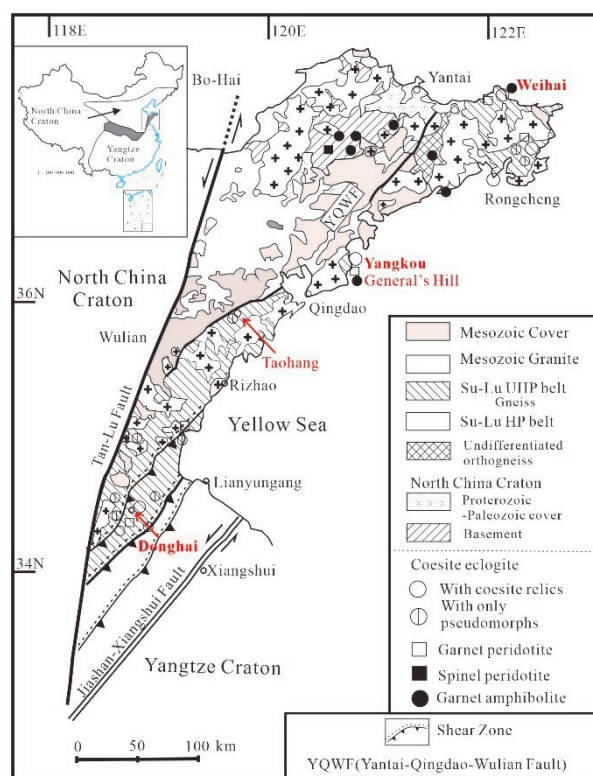 118E
120E
122E
North China
Craton
Yangtze
Craton
Bo-Hai
Yantai
Weihai
YQWF
Rongcheng
North China
Craton
Yangkou
General's Hill
36N
Qingdao
Wulian
Taohang
Rizhao
Tan-Lu Fault
Yellow Sea
Lianyungang
Donghai
34N
Xiangshui
Jiashan-Xiangshui Fault
Yangtze Craton
0 50 100 km
Mesozoic Cover
Mesozoic Granite
Su-Lu UHP belt
Gneiss
Su-Lu HP belt
Undifferentiated
orthogneiss
North China Craton
Proterozoic
-Paleozoic cover
Basement
Coesite eclogite
With coesite relics
With only
pseudomorphs
Garnet peridotite
Spinel peridotite
Garnet amphibolite
Shear Zone
YQWF(Yantai-Qingdao-Wulian Fault)